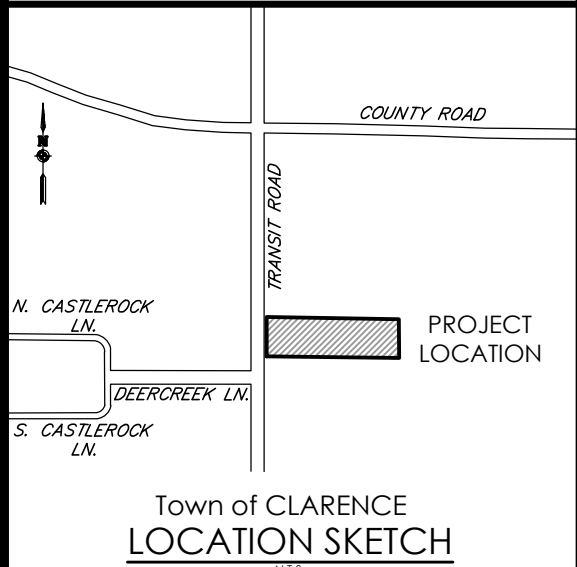 COUNTY ROAD
N
TRANSIT ROAD
N. CASTLEROCK
LN.
PROJECT
LOCATION
DEERCREEK LN.
S. CASTLEROCK
LN.
Town of CLARENCE
LOCATION SKETCH
N.T.S.